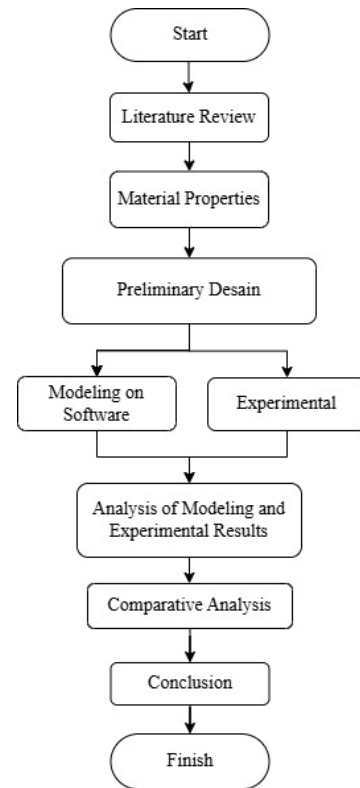 Start
Literature Review
Material Properties
Preliminary Desain
Modeling on
Software
Experimental
Analysis of Modeling and
Experimental Results
Comparative Analysis
Conclusion
Finish